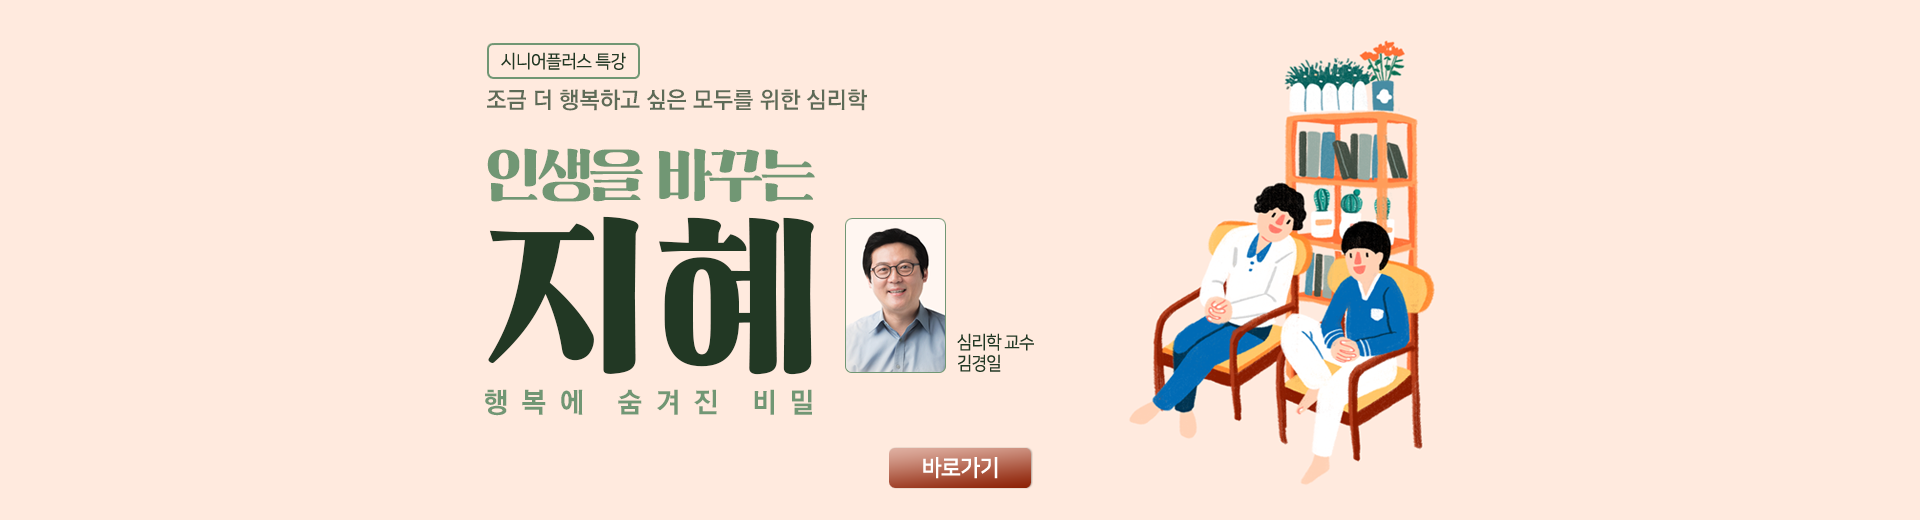 시니어플러스 특강
조금 더 행복하고 싶은 모두를 위한 심리학
인생을 바꾸는
지혜
행복에 숨겨진 비밀
심리학 교수
김경일
바로가기